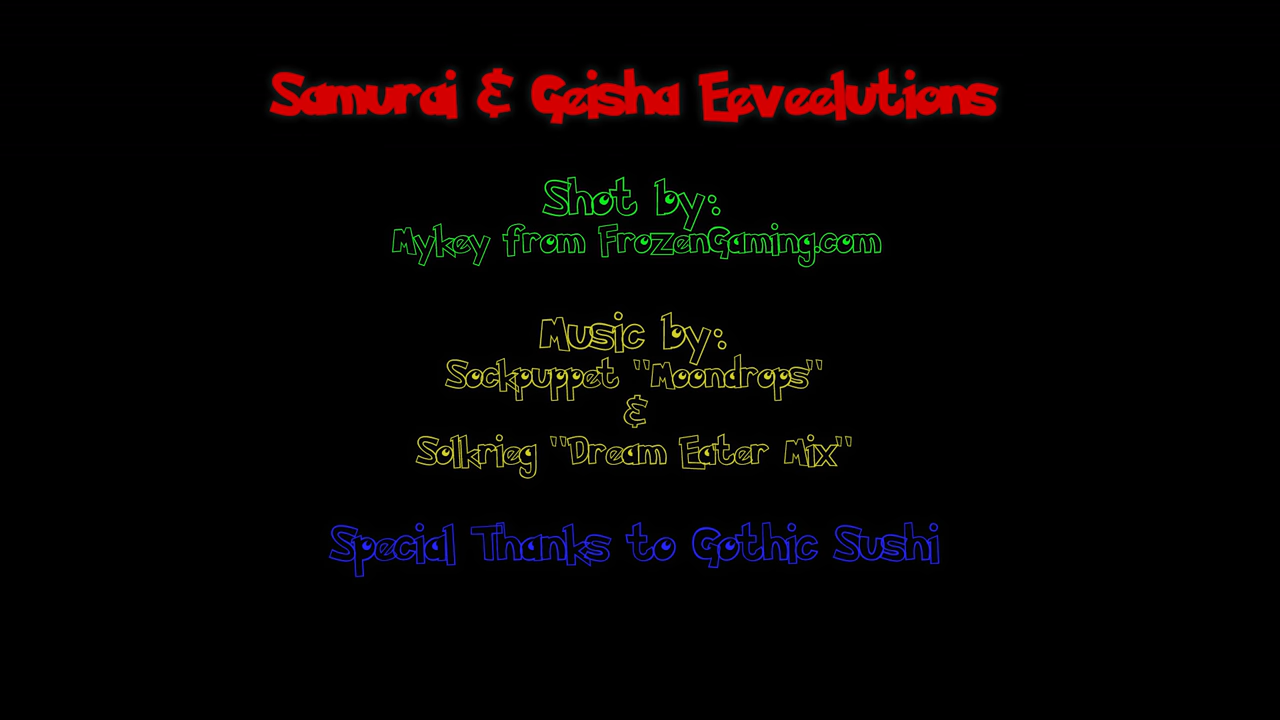 Samurai & Geisha Eeveelutions
Shot by:
Mykey from FrozenGaming.com
Music by:
Sockpuppet "Moondrops"
&
Solkrieg "Dream Eater Mix"
Special Thanks to Gothic Sushi